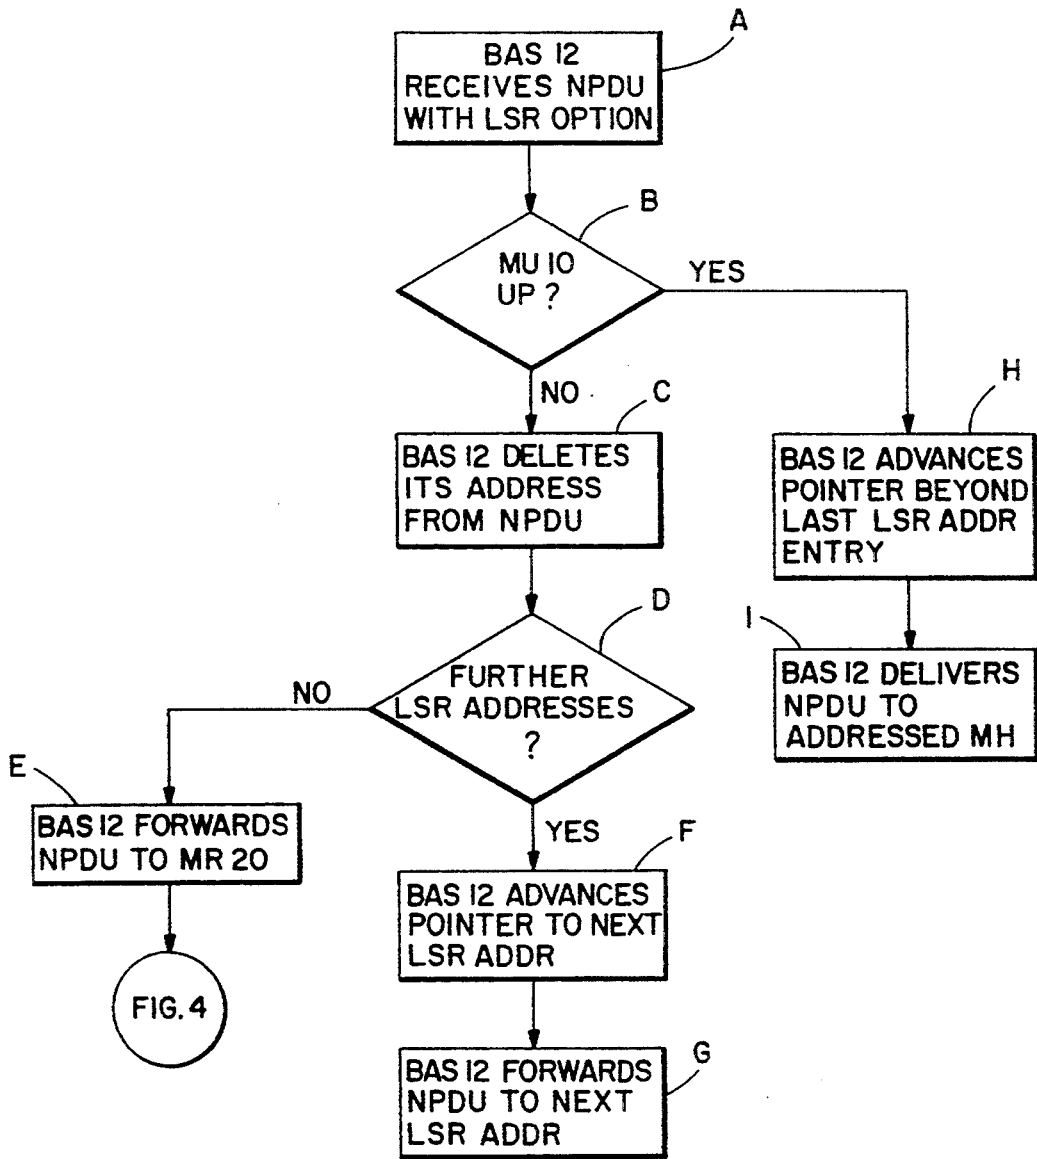 A
BAS 12
RECEIVES NPDU
WITH LSR OPTION
B
MU 10
UP ?
YES
NO
C
H
BAS 12 DELETES
ITS ADDRESS
FROM NPDU
BAS 12 ADVANCES
POINTER BEYOND
LAST LSR ADDR
ENTRY
D
I
FURTHER
LSR ADDRESSES
?
NO
BAS 12 DELIVERS
NPDU TO
ADDRESSED MH
E
BAS 12 FORWARDS
NPDU TO MR 20
YES
F
BAS 12 ADVANCES
POINTER TO NEXT
LSR ADDR
FIG. 4
G
BAS 12 FORWARDS
NPDU TO NEXT
LSR ADDR